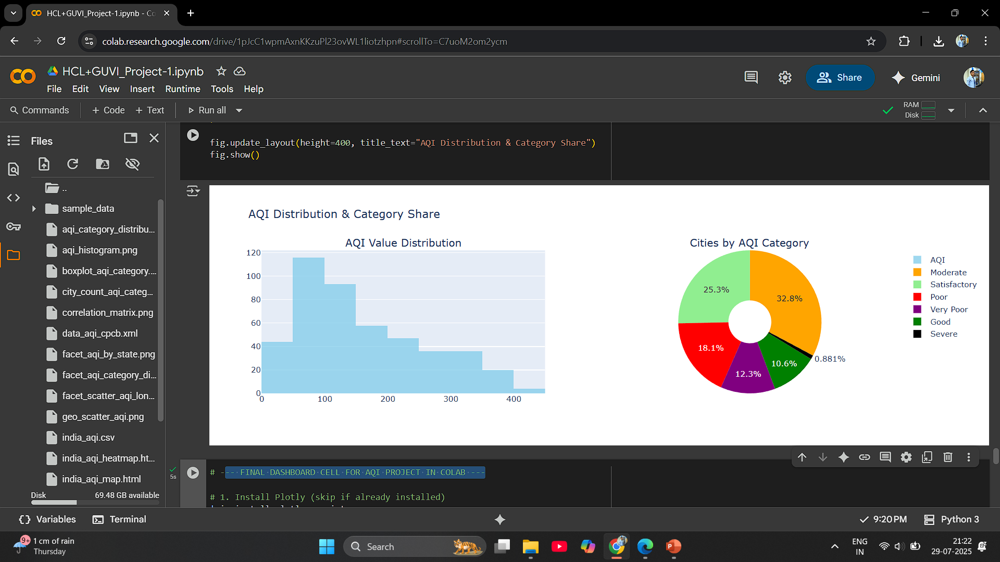 HCL+GUVI_Project-1.ipynb - Co
colab.research.google.com/drive/1pJcC1wpmAxnKKzuPl23ovWL1liotzhpn#scrollTo=C7uoM2om2ycm
HCL+GUVI_Project-1.ipynb
File Edit View Insert Runtime Tools Help
Share
Gemini
Commands
+ Code
+ Text
Run all
RAM
Disk
Files
..
sample_data
aqi_category_distribu...
aqi_histogram.png
boxplot_aqi_category....
city_count_aqi_categ...
correlation_matrix.png
data_aqi_cpcb.xml
facet_aqi_by_state.png
facet_aqi_category_di...
facet_scatter_aqi_lon...
geo_scatter_aqi.png
india_aqi.csv
india_aqi_heatmap.ht...
india_aqi_map.html
Disk 69.48 GB available
fig.update_layout(height=400, title_text="AQI Distribution & Category Share")
fig.show()
AQI Distribution & Category Share
AQI Value Distribution
120
100
80
60
40
20
0
0 100 200 300 400
Cities by AQI Category
25.3%
32.8%
18.1%
12.3%
10.6%
0.881%
AQI
Moderate
Satisfactory
Poor
Very Poor
Good
Severe
5s
# --- FINAL DASHBOARD CELL FOR AQI PROJECT IN COLAB ---
# 1. Install Plotly (skip if already installed)
Variables
Terminal
9:20 PM
Python 3
9+
1 cm of rain
Thursday
Search
ENG
IN
21:22
29-07-2025